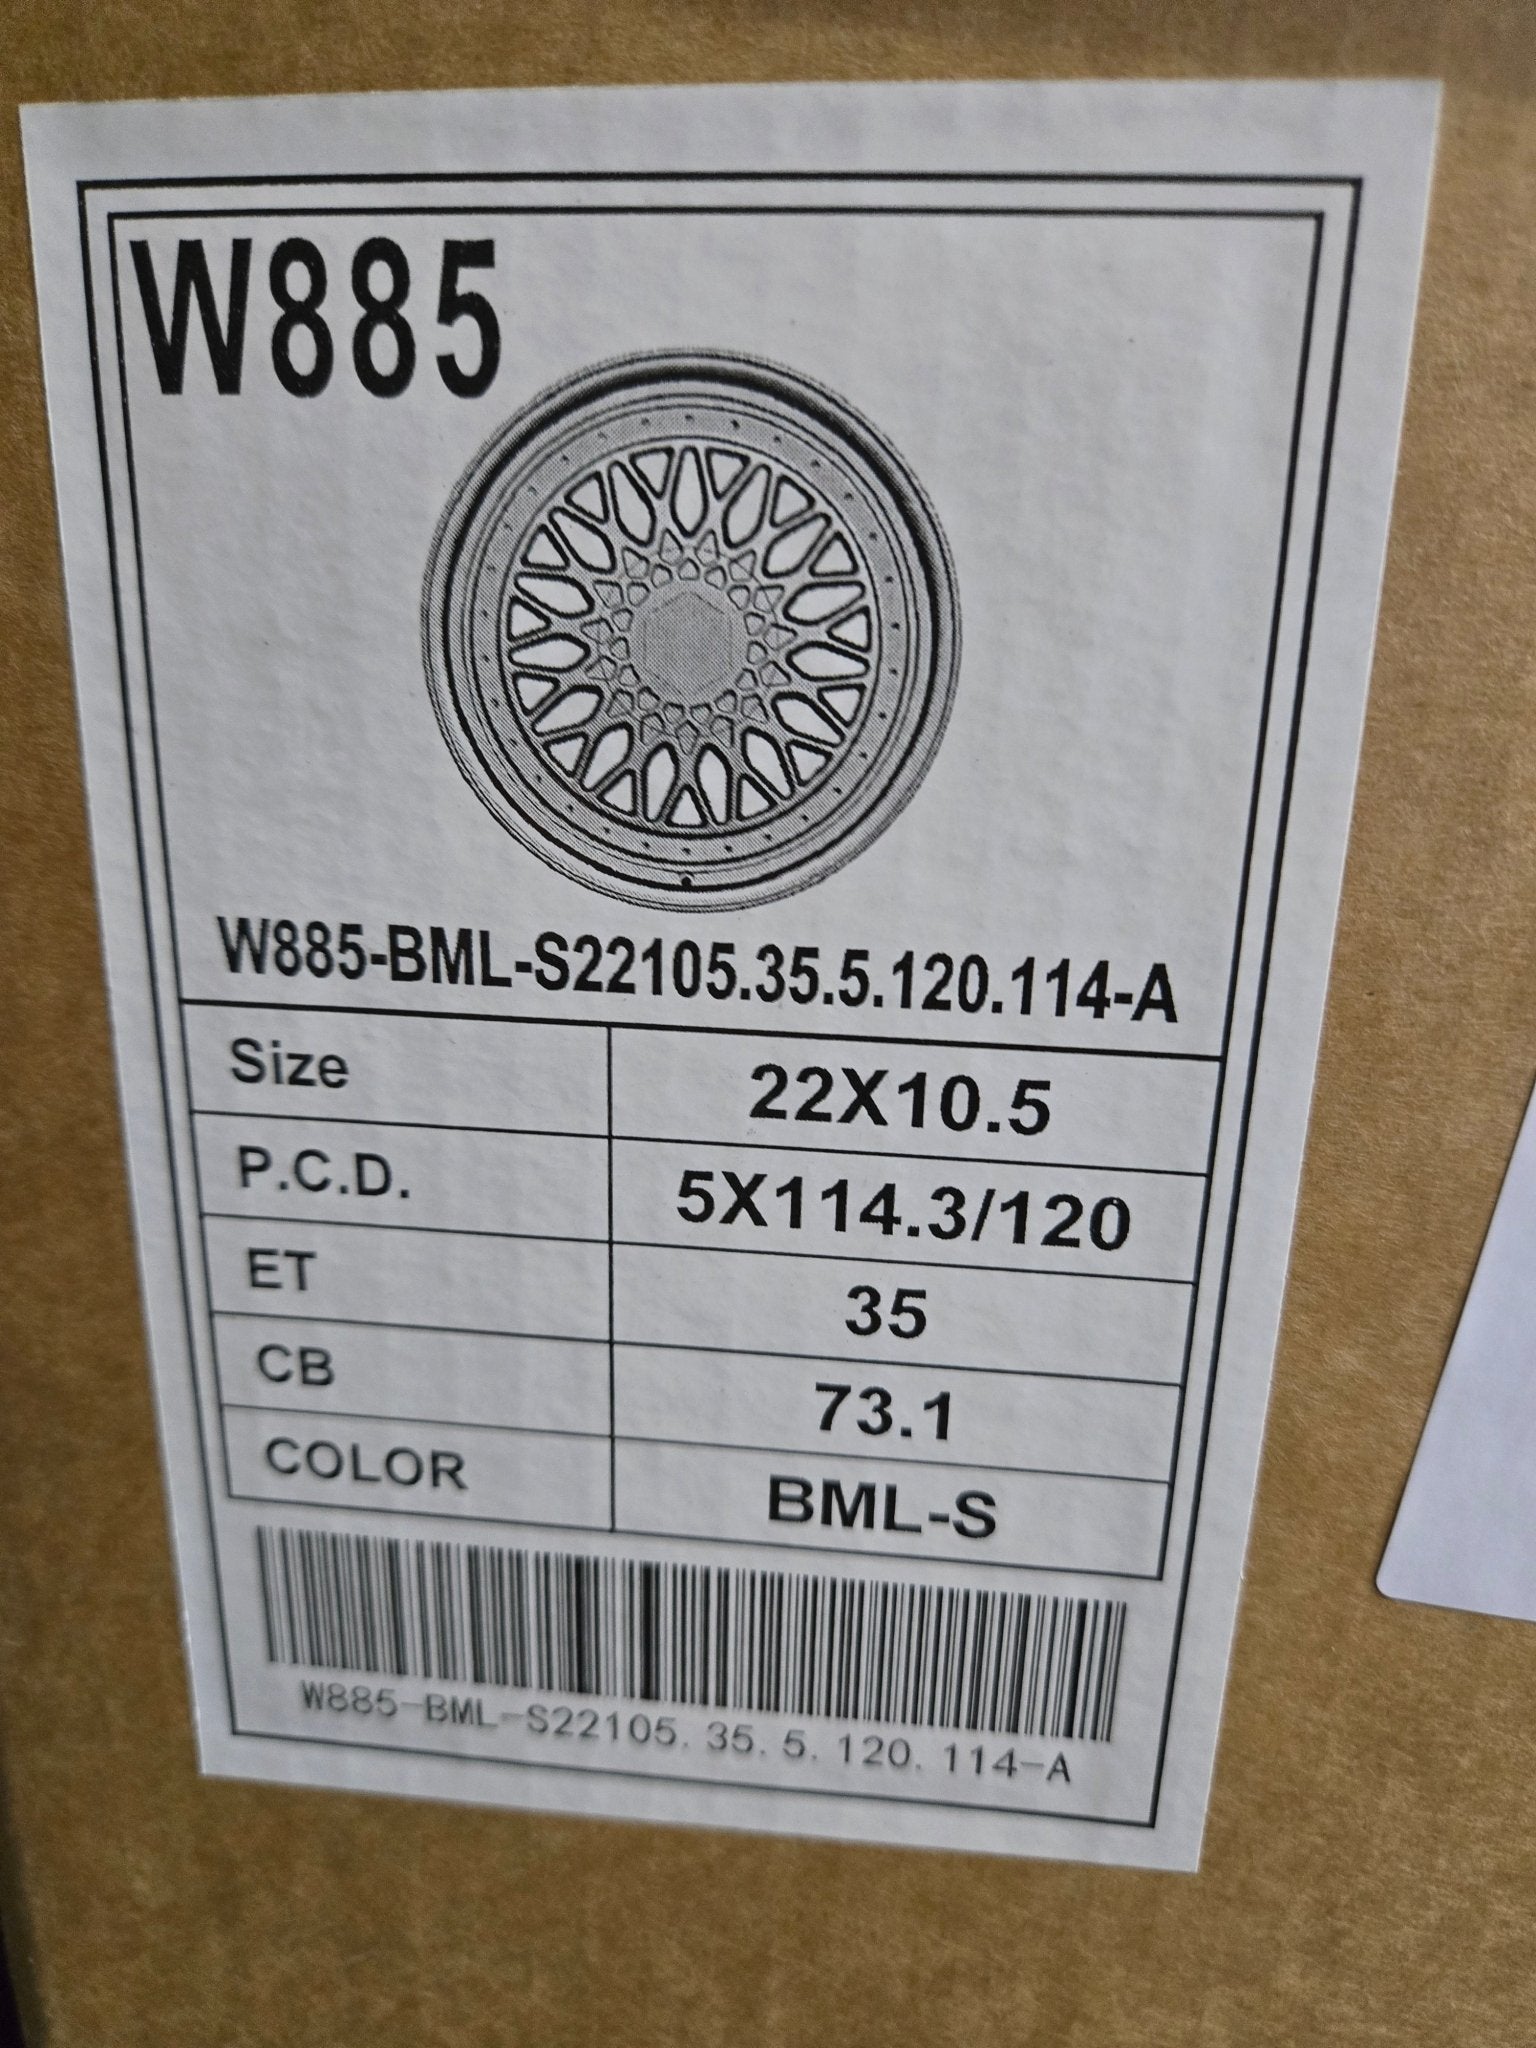 W885
W885-BML-S22105.35.5.120.114-A
Size 22X10.5
P.C.D. 5X114.3/120
ET 35
CB 73.1
COLOR BML-S
W885-BML-S22105.35.5.120.114-A